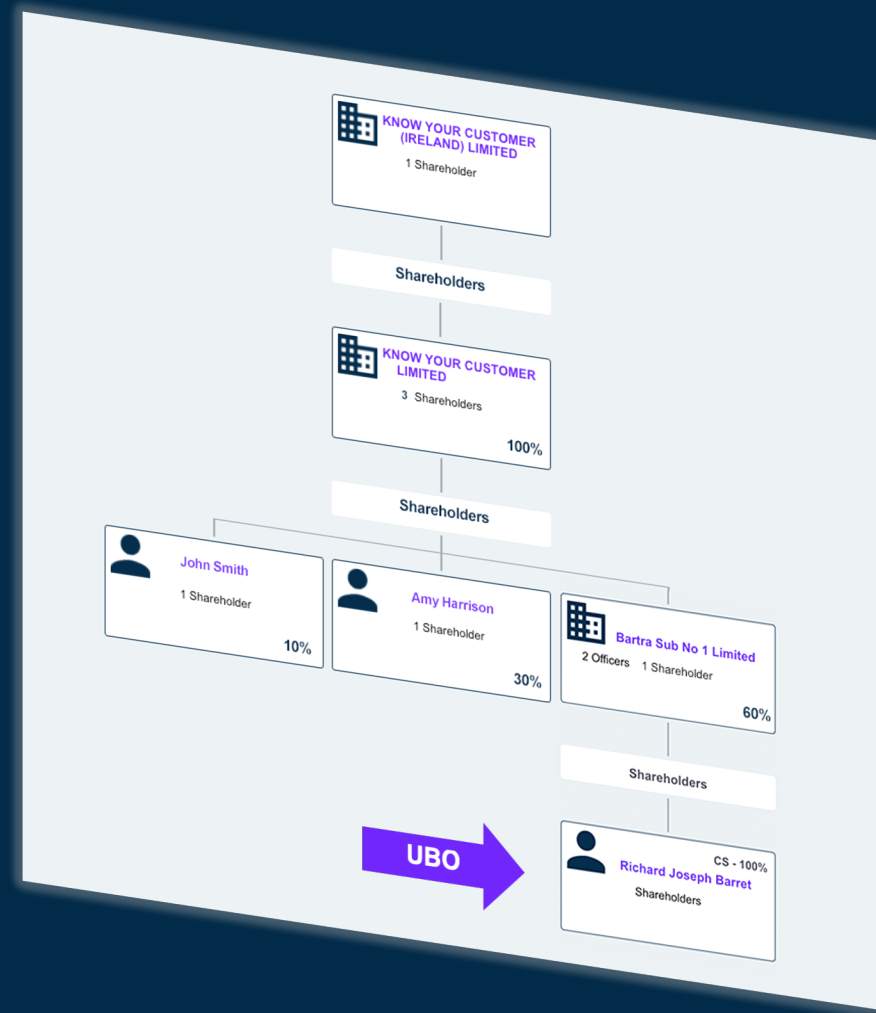 KNOW YOUR CUSTOMER
(IRELAND) LIMITED
1 Shareholder
Shareholders
KNOW YOUR CUSTOMER
LIMITED
3 Shareholders
100%
Shareholders
John Smith
1 Shareholder
10%
Amy Harrison
1 Shareholder
30%
Bartra Sub No 1 Limited
2 Officers 1 Shareholder
60%
Shareholders
UBO
CS - 100%
Richard Joseph Barret
Shareholders